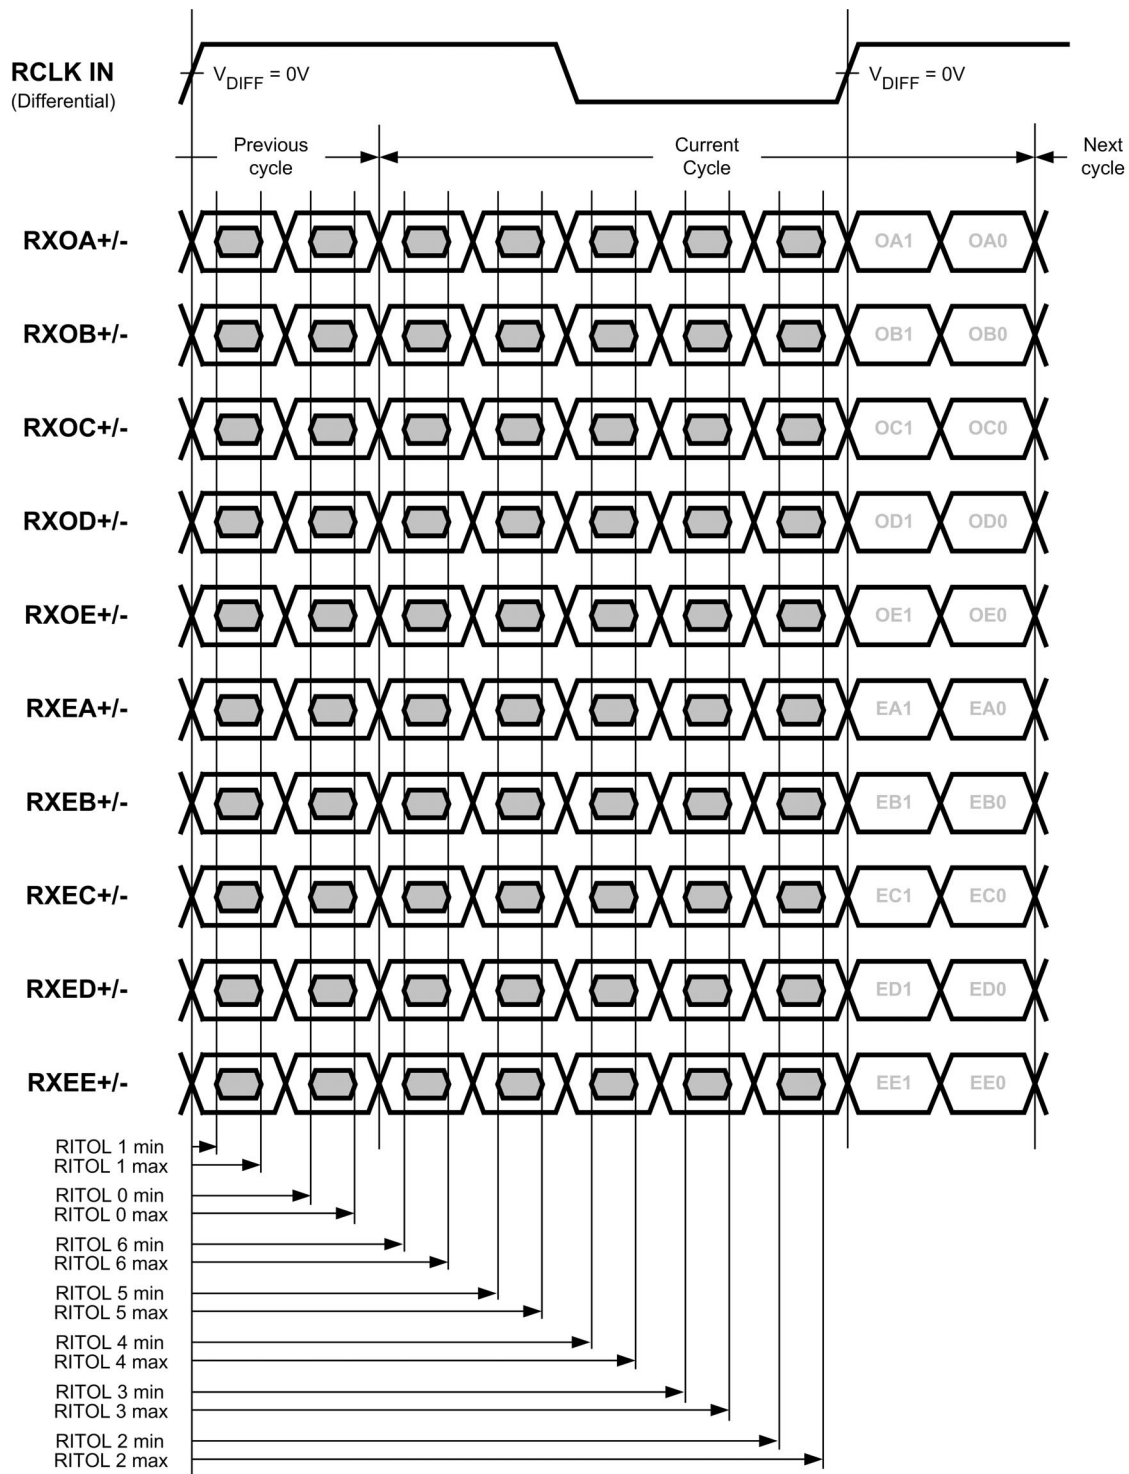 RCLK IN
(Differential)
VDIFF = 0V
VDIFF = 0V
Previous
cycle
Current
Cycle
Next
cycle
RXOA+/- OA1 OA0
RXOB+/- OB1 OB0
RXOC+/- OC1 OC0
RXOD+/- OD1 OD0
RXOE+/- OE1 OE0
RXEA+/- EA1 EA0
RXEB+/- EB1 EB0
RXEC+/- EC1 EC0
RXED+/- ED1 ED0
RXEE+/- EE1 EE0
RITOL 1 min
RITOL 1 max
RITOL 0 min
RITOL 0 max
RITOL 6 min
RITOL 6 max
RITOL 5 min
RITOL 5 max
RITOL 4 min
RITOL 4 max
RITOL 3 min
RITOL 3 max
RITOL 2 min
RITOL 2 max